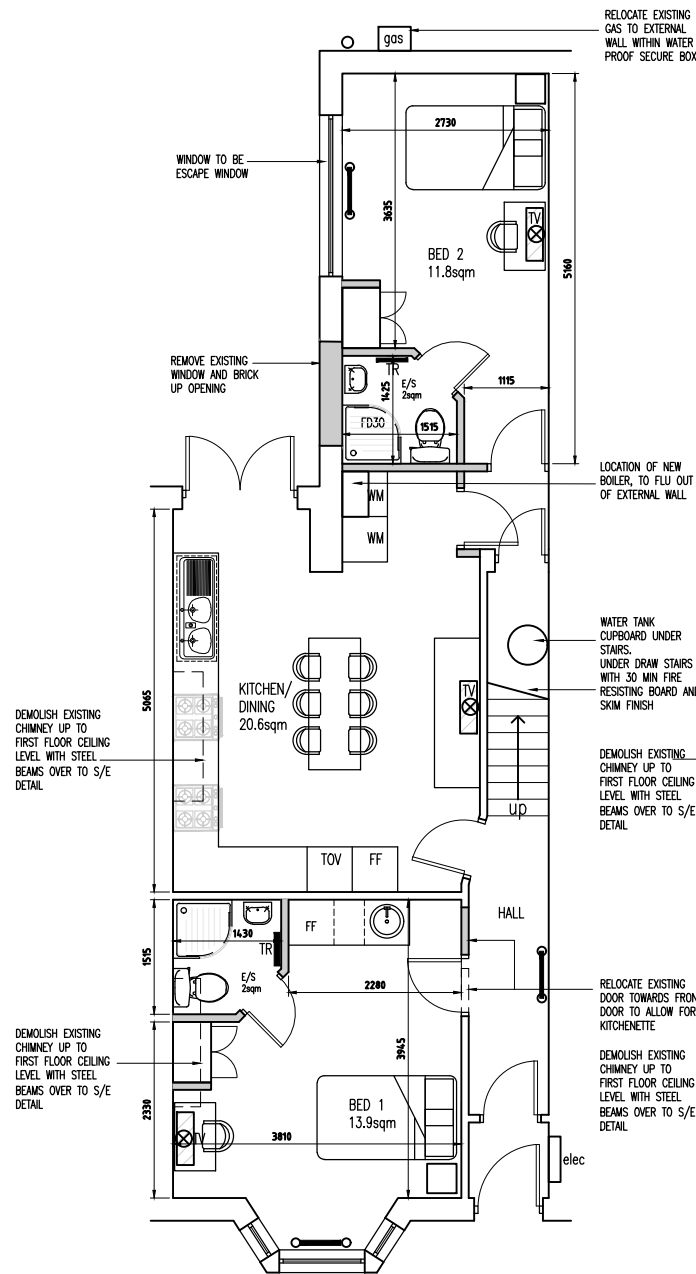 RELOCATE EXISTING
GAS TO EXTERNAL
WALL WITHIN WATER
PROOF SECURE BOX
gas
2730
WINDOW TO BE
ESCAPE WINDOW
3635
TV
BED 2
11.8sqm
5160
REMOVE EXISTING
WINDOW AND BRICK
UP OPENING
TR
E/S
2sqm
1425
1115
FD30
1515
LOCATION OF NEW
BOILER, TO FLU OUT
OF EXTERNAL WALL
WM
WM
WATER TANK
CUPBOARD UNDER
STAIRS.
UNDER DRAW STAIRS
WITH 30 MIN FIRE
RESISTING BOARD AND
SKIM FINISH
5065
KITCHEN/
DINING
20.6sqm
TV
DEMOLISH EXISTING
CHIMNEY UP TO
FIRST FLOOR CEILING
LEVEL WITH STEEL
BEAMS OVER TO S/E
DETAIL
DEMOLISH EXISTING
CHIMNEY UP TO
FIRST FLOOR CEILING
LEVEL WITH STEEL
BEAMS OVER TO S/E
DETAIL
up
TOV
FF
HALL
FF
1430
TR
1515
E/S
2sqm
2280
RELOCATE EXISTING
DOOR TOWARDS FRON
DOOR TO ALLOW FOR
KITCHENETTE
DEMOLISH EXISTING
CHIMNEY UP TO
FIRST FLOOR CEILING
LEVEL WITH STEEL
BEAMS OVER TO S/E
DETAIL
3945
DEMOLISH EXISTING
CHIMNEY UP TO
FIRST FLOOR CEILING
LEVEL WITH STEEL
BEAMS OVER TO S/E
DETAIL
2330
BED 1
13.9sqm
TV
3810
elec